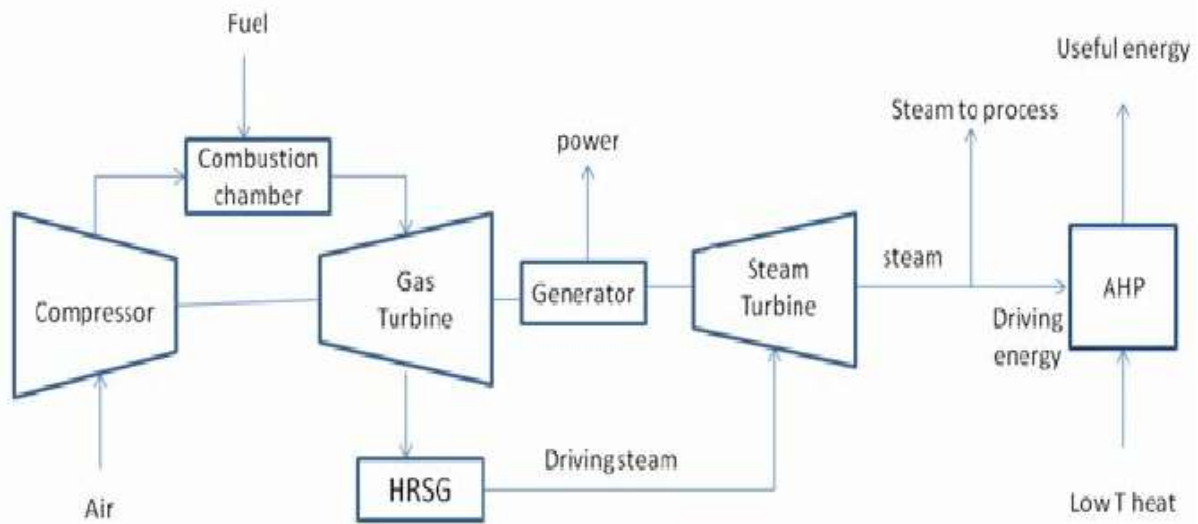 Fuel
Useful energy
Steam to process
power
Combustion
chamber
Compressor
Gas
Turbine
Generator
Steam
Turbine
steam
AHP
Driving
energy
HRSG
Driving steam
Air
Low T heat